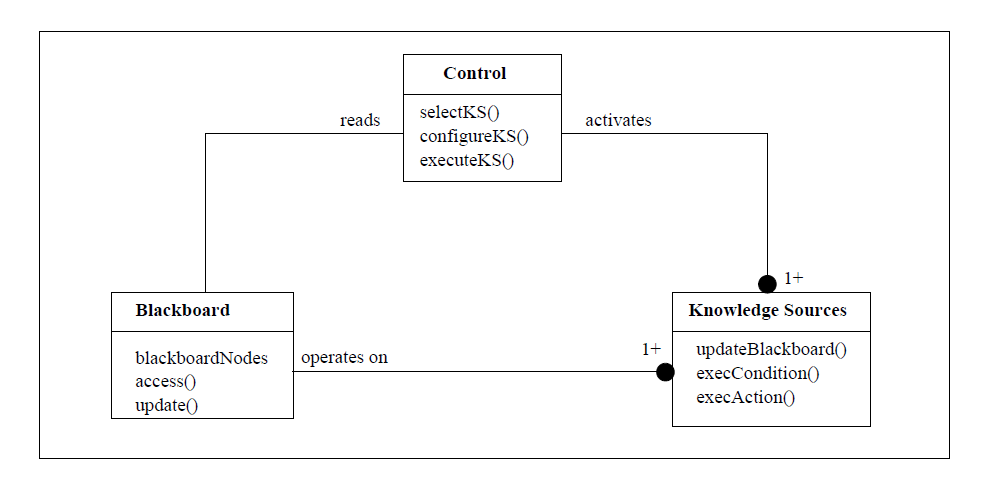 Control
selectKS()
configureKS()
executeKS()
reads
activates
1+
Blackboard
blackboardNodes
access()
update()
operates on
1+
Knowledge Sources
updateBlackboard()
execCondition()
execAction()